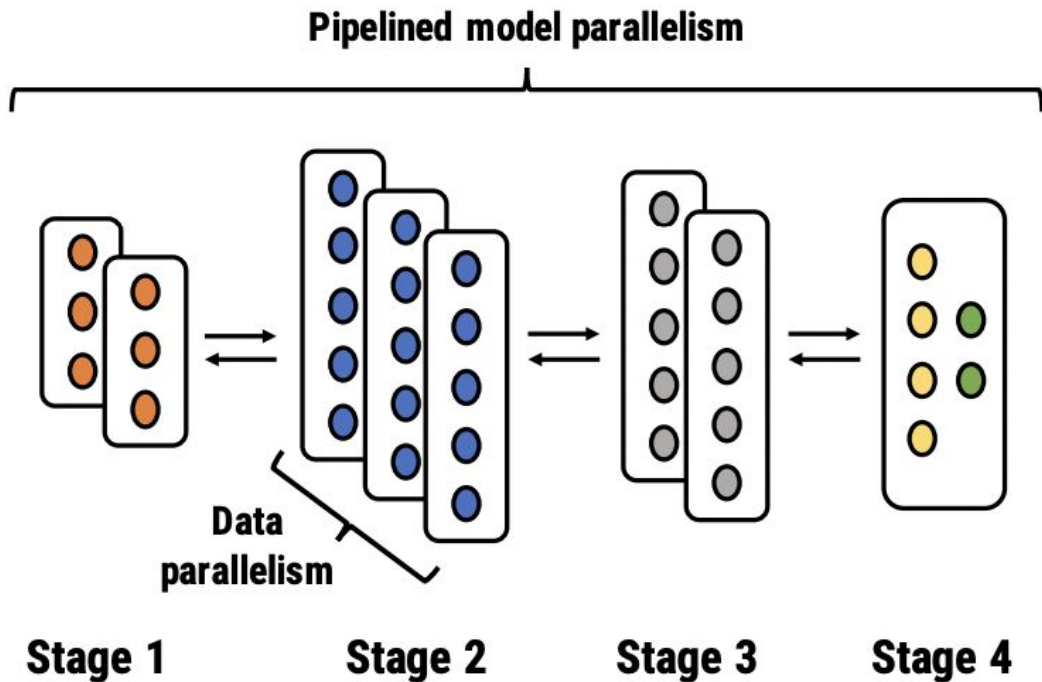 Pipelined model parallelism
Data
parallelism
Stage 1
Stage 2
Stage 3
Stage 4